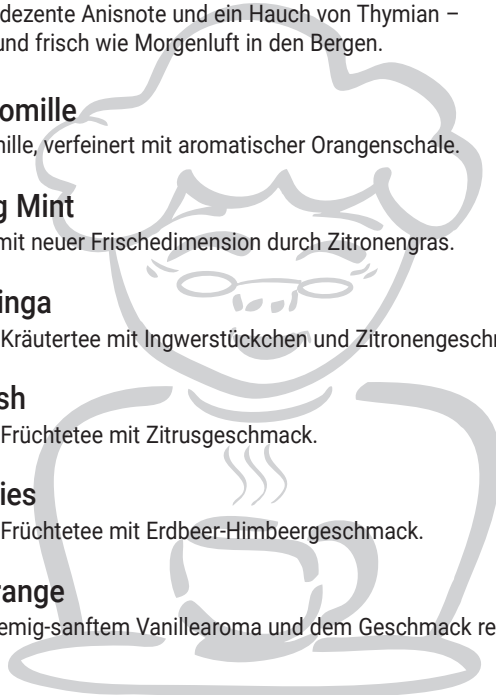 dezente Anisnote und ein Hauch von Thymian –
und frisch wie Morgenluft in den Bergen.
omille
nille, verfeinert mit aromatischer Orangenschale.
g Mint
mit neuer Frischedimension durch Zitronengras.
inga
Kräutertee mit Ingwerstückchen und Zitronengeschm
sh
Früchtetee mit Zitrusgeschmack.
ies
Früchtetee mit Erdbeer-Himbeergeschmack.
range
emig-sanftem Vanillearoma und dem Geschmack re